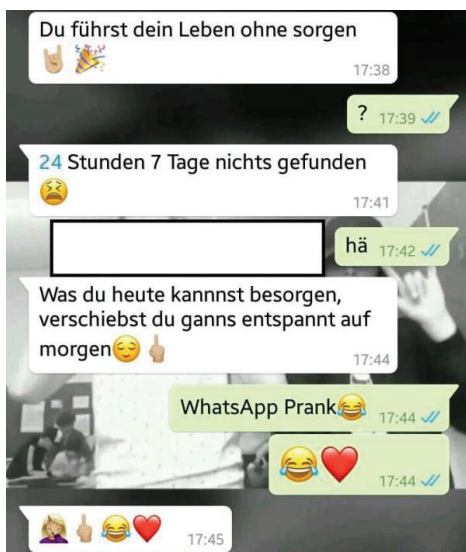 Du führst dein Leben ohne sorgen
🤘🏼 🎉
17:38
? 17:39
24 Stunden 7 Tage nichts gefunden
😫
17:41
hä 17:42
Was du heute kannnst besorgen,
verschiebst du ganns entspannt auf
morgen😌🖕🏼
17:44
WhatsApp Prank😂 17:44
😂❤️ 17:44
🤦🏼‍♀️🖕🏼😂❤️ 17:45